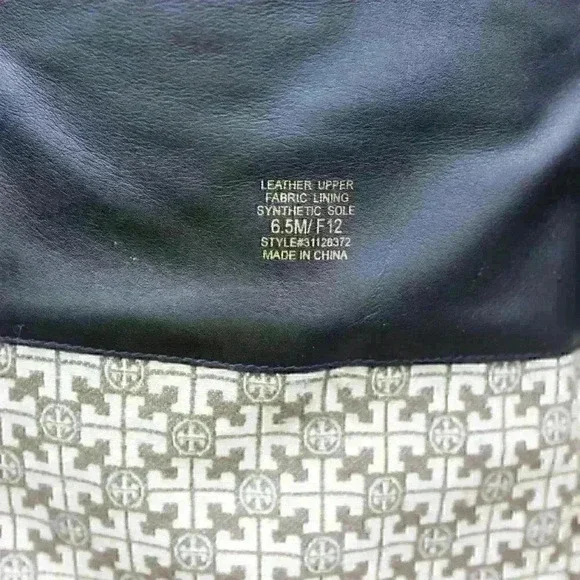 LEATHER UPPER
FABRIC LINING
SYNTHETIC SOLE
6.5M/F12
STYLE#31128372
MADE IN CHINA